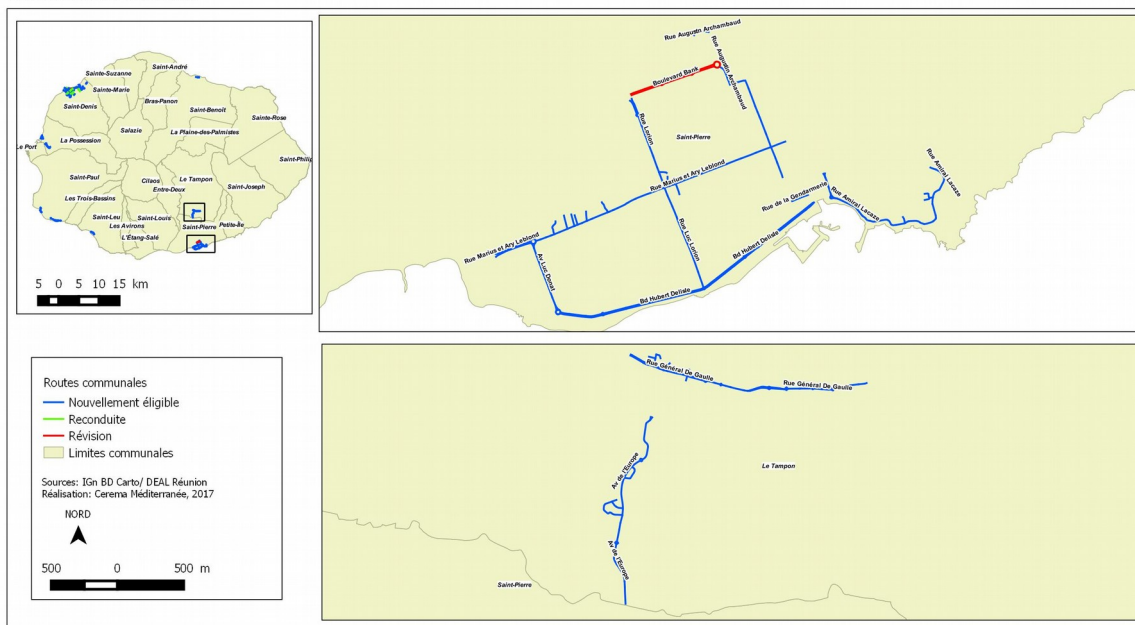 Sainte-Suzanne
Saint-André
Sainte-Marie
Saint-Denis
Bras-Panon
Saint-Benoît
Sainte-Rose
Salazie
La Plaine-des-Palmistes
Le Port
La Possession
Saint-Philip
Saint-Paul
Cilaos
Le Tampon
Entre-Deux
Saint-Joseph
Les Trois-Bassins
Saint-Leu
Saint-Louis
Les Avirons
Saint-Pierre
Petite-Île
L'Étang-Salé
5 0 5 10 15 km
Rue Augustin Archambaud
Rue Augustin Archambaud
Boulevard Bank
Rue Lorion
Saint-Pierre
Rue Marius et Ary Leblond
Rue Amiral Lacaze
Rue de la Gendarmerie
Rue Amiral Lacaze
Rue Marius et Ary Leblond
Rue Luc Lorion
Av Luc Donat
Bd Hubert Delisle
Bd Hubert Delisle
Routes communales
Nouvellement éligible
Reconduite
Révision
Limites communales
Sources: IGn BD Carto/ DEAL Réunion
Réalisation: Cerema Méditerranée, 2017
NORD
500 0 500 m
Rue Général De Gaulle
Rue Général De Gaulle
Av de l'Europe
Le Tampon
Av de l'Europe
Saint-Pierre